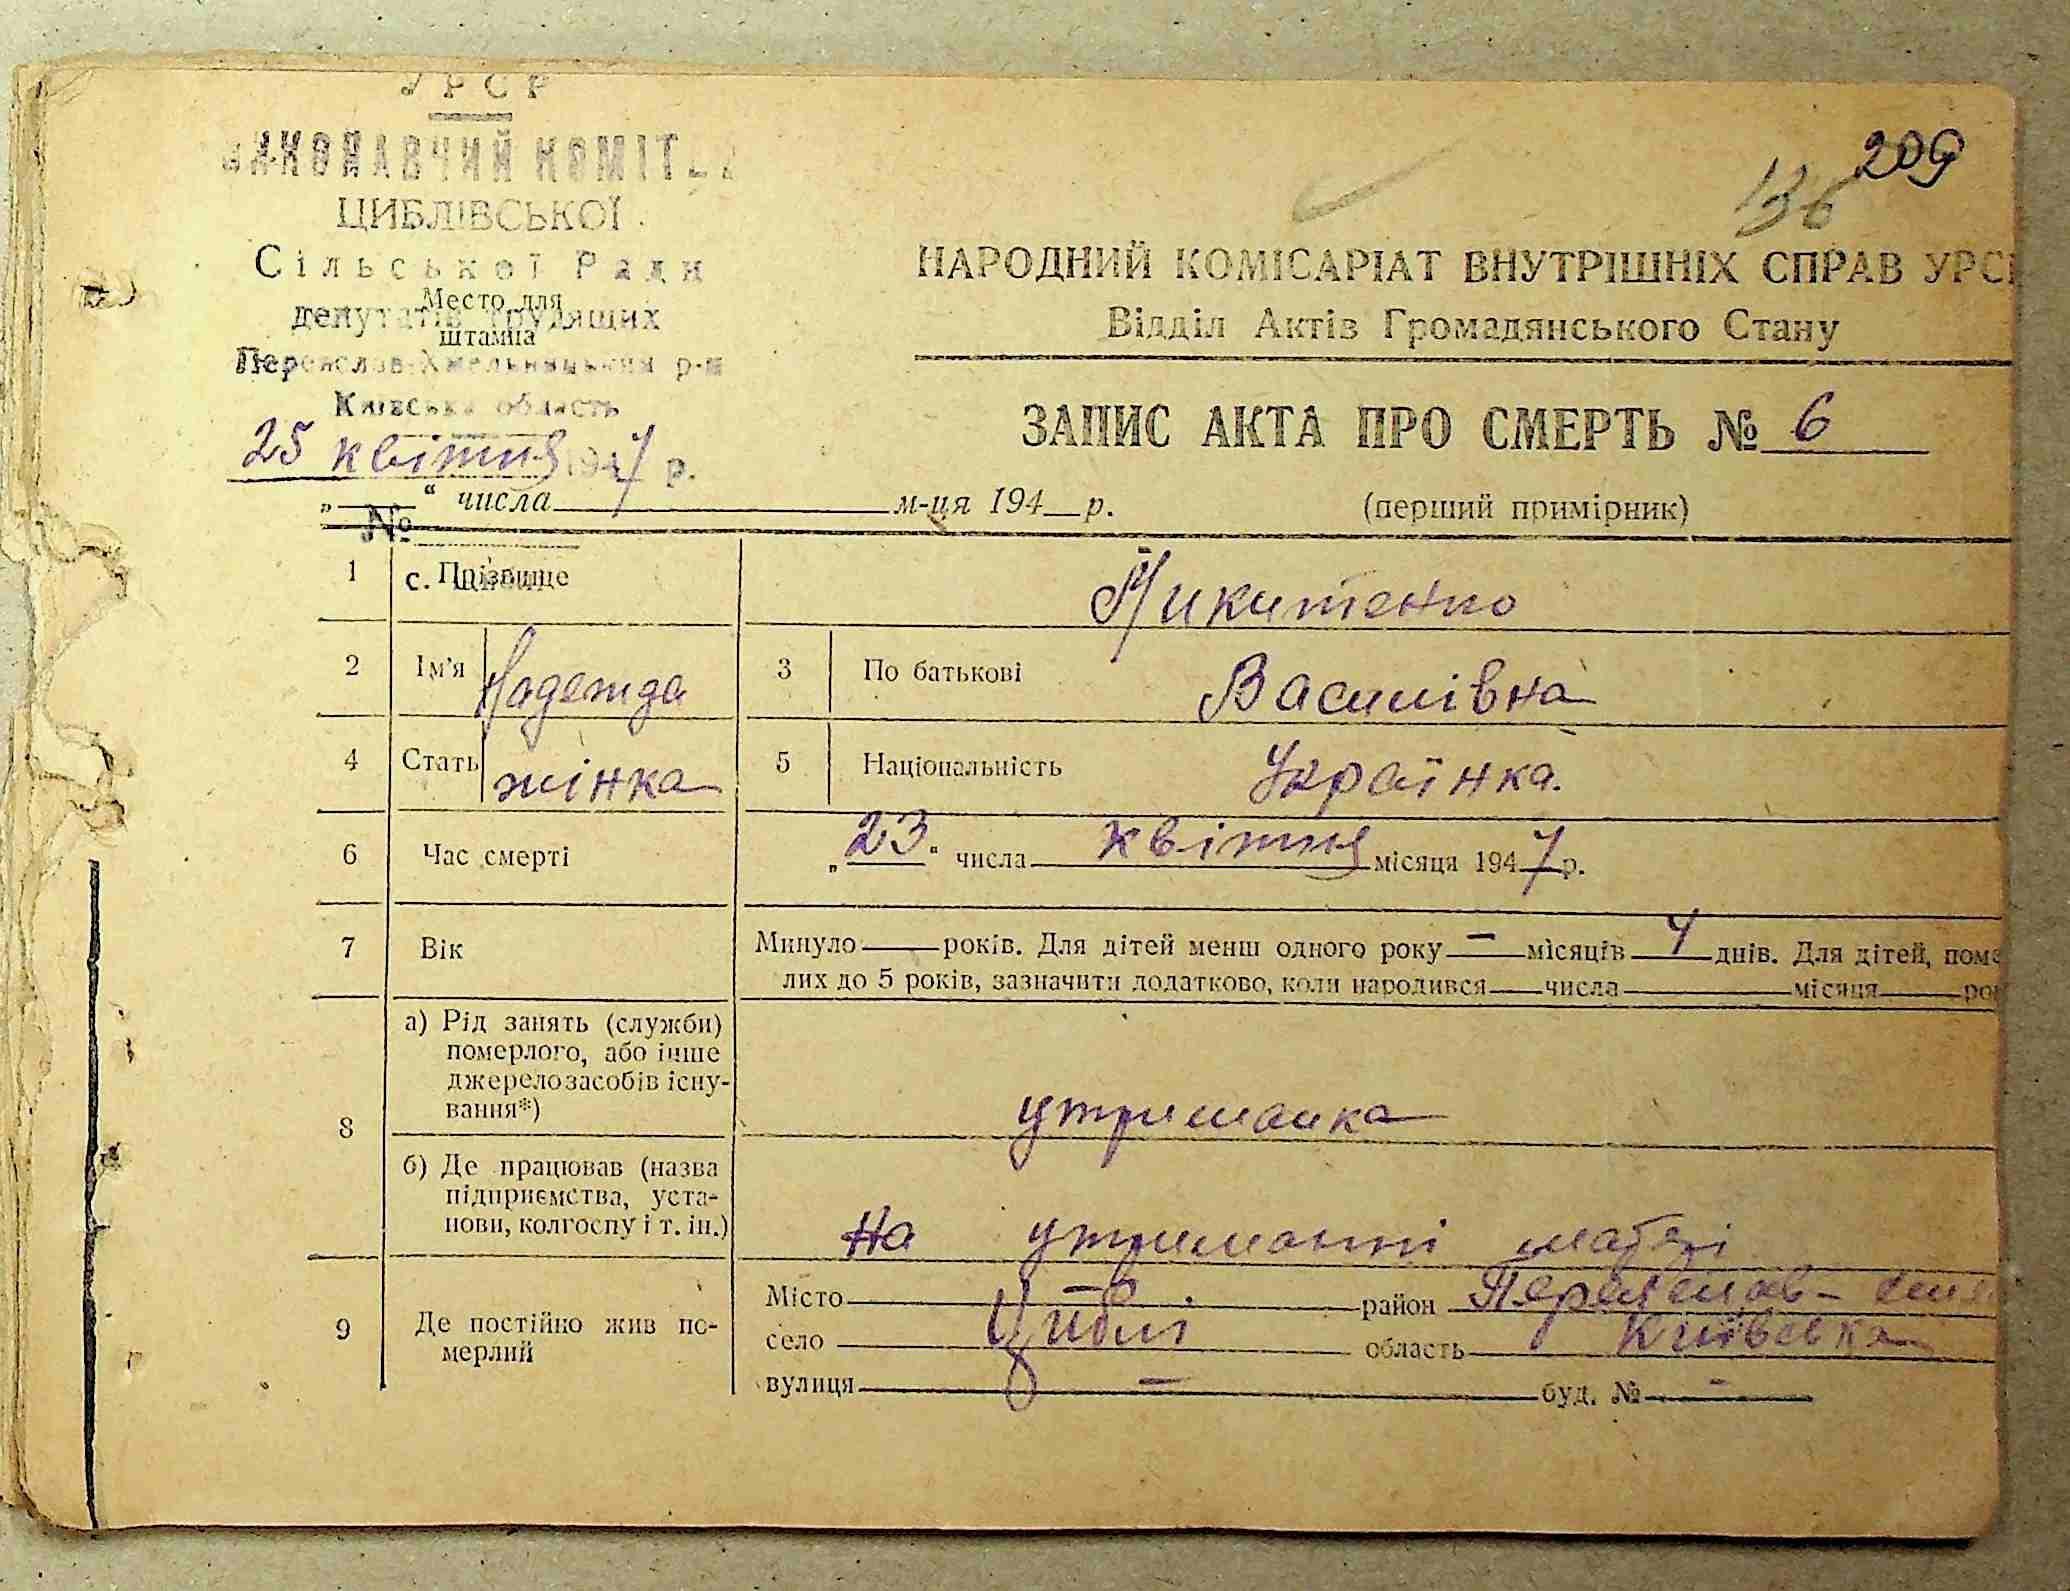 УРСР
ВИКОНАВЧИЙ КОМІТЕТ
ЦИБЛІВСЬКОЇ
Сільської Ради
Место для
депутатів трудящих
штампа
Переяслав-Хмельницький р-н
Київська область
25 квітня 1947 р.
№
209
136
НАРОДНИЙ КОМІСАРІАТ ВНУТРІШНІХ СПРАВ УРСР
Відділ Актів Громадянського Стану
ЗАПИС АКТА ПРО СМЕРТЬ № 6
„ “ числа м-ця 194 р. (перший примірник)
1 с. Прізвище Микитенко
2 Ім'я Надежда 3 По батькові Василівна
4 Стать жінка 5 Національність Українка.
6 Час смерті „23“ числа квітня місяця 1947 р.
7 Вік Минуло — років. Для дітей менш одного року — місяців 4 днів. Для дітей, поме
лих до 5 років, зазначити додатково, коли народився числа місяця ро
8 а) Рід занять (служби)
померлого, або інше
джерело засобів існу-
вання*) утриманка
б) Де працював (назва
підприємства, уста-
нови, колгоспу і т. ін.) На утриманні матері
9 Де постійно жив по-
мерлий
Місто — район Переяслав-
село Циблі область Київська
вулиця — буд. № —